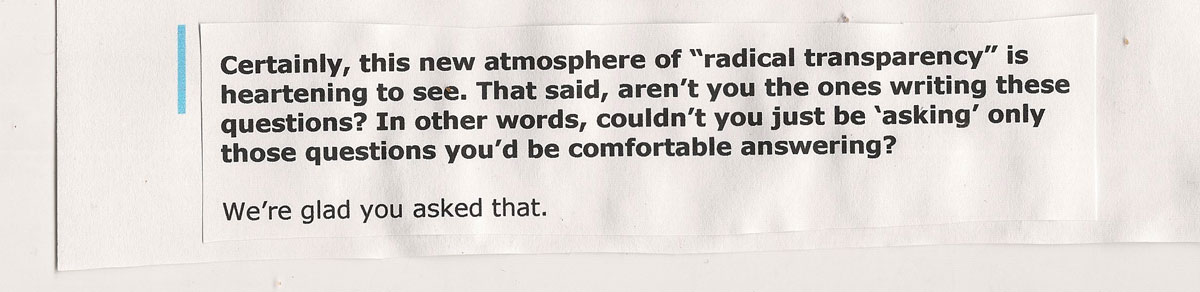 Certainly, this new atmosphere of “radical transparency” is
heartening to see. That said, aren’t you the ones writing these
questions? In other words, couldn’t you just be ‘asking’ only
those questions you’d be comfortable answering?
We’re glad you asked that.